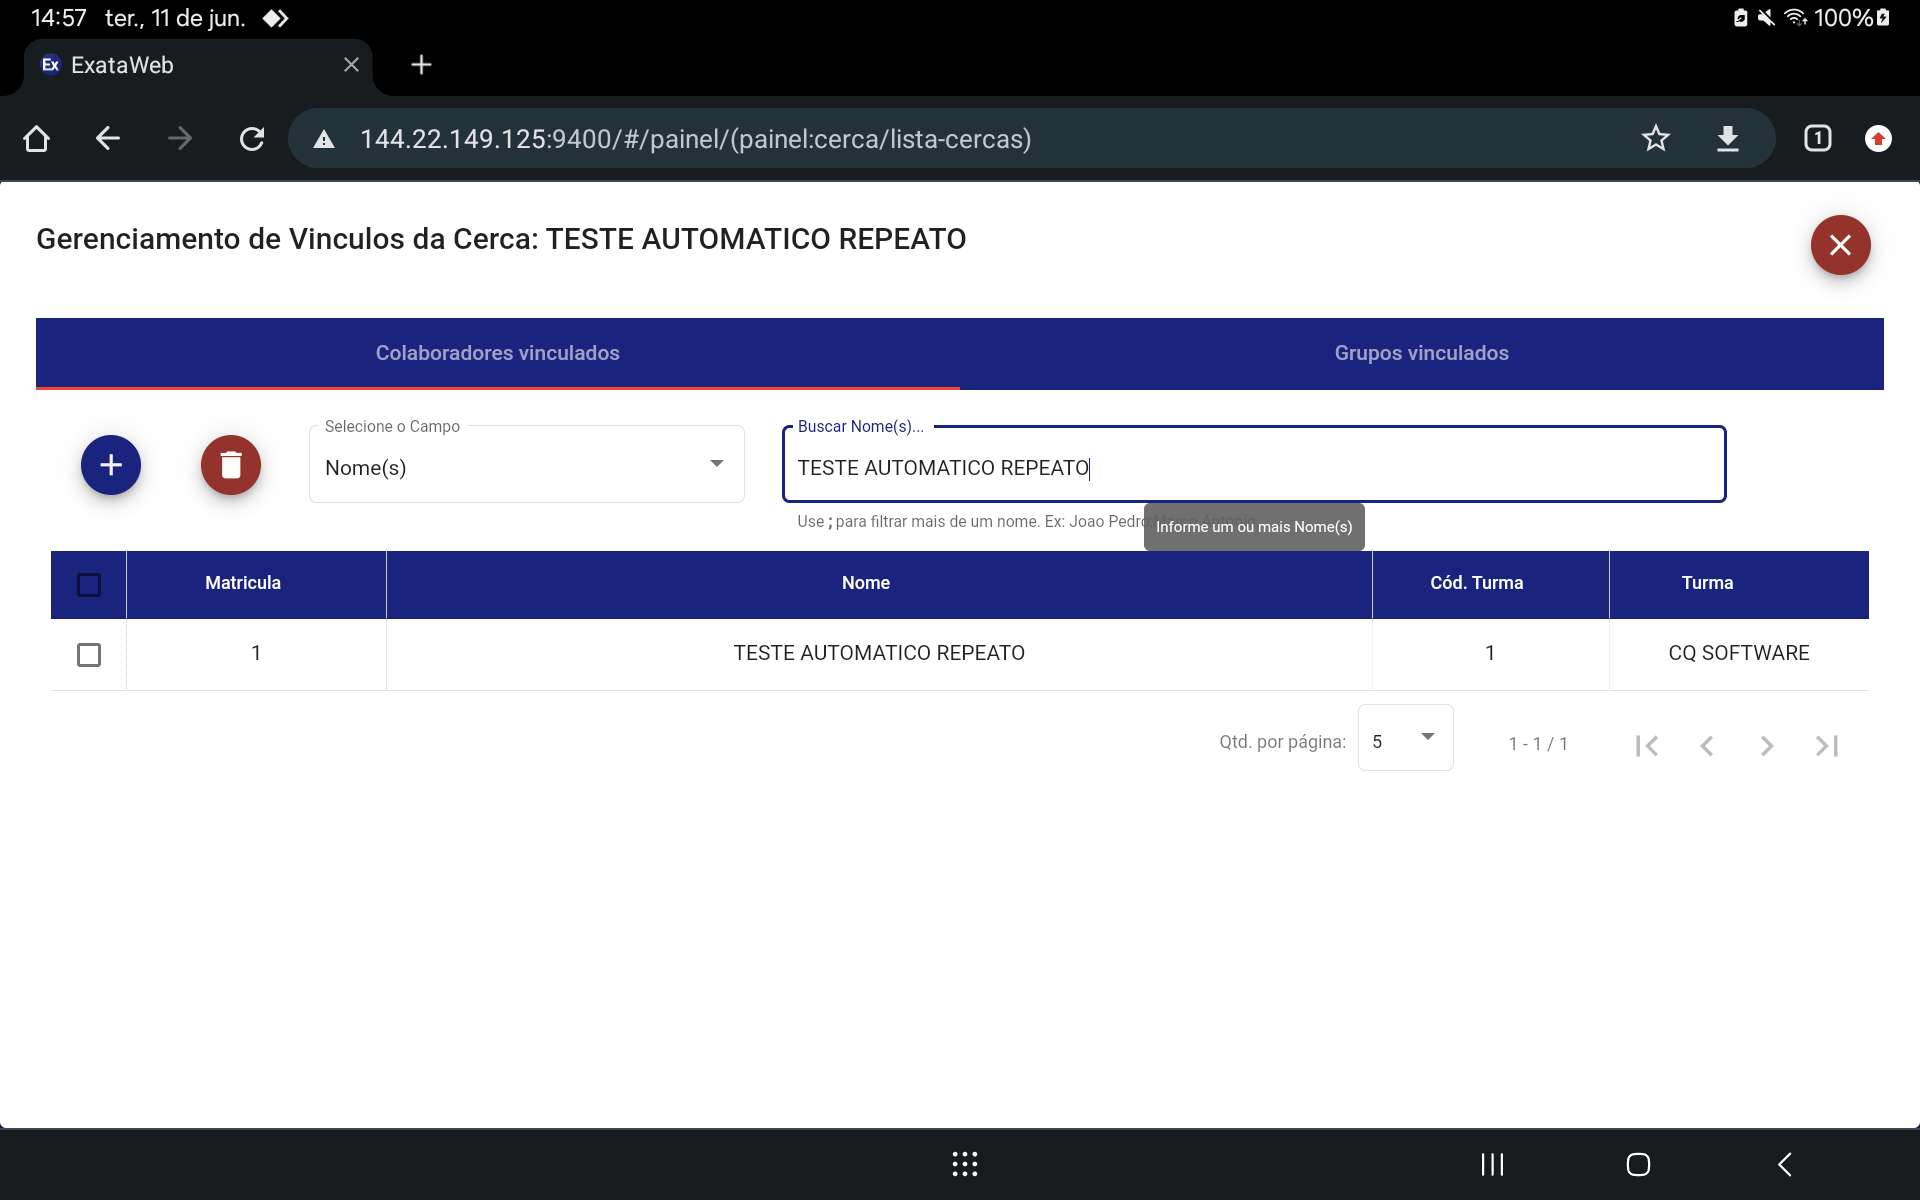 14:57 ter., 11 de jun. 100%
Ex ExataWeb
144.22.149.125:9400/#/painel/(painel:cerca/lista-cercas) 1
Gerenciamento de Vinculos da Cerca: TESTE AUTOMATICO REPEATO
Colaboradores vinculados Grupos vinculados
Selecione o Campo Buscar Nome(s)...
Nome(s) TESTE AUTOMATICO REPEATO
Use ; para filtrar mais de um nome. Ex: Joao Pedro
Informe um ou mais Nome(s)
Matricula Nome Cód. Turma Turma
1 TESTE AUTOMATICO REPEATO 1 CQ SOFTWARE
Qtd. por página: 5 1 - 1 / 1